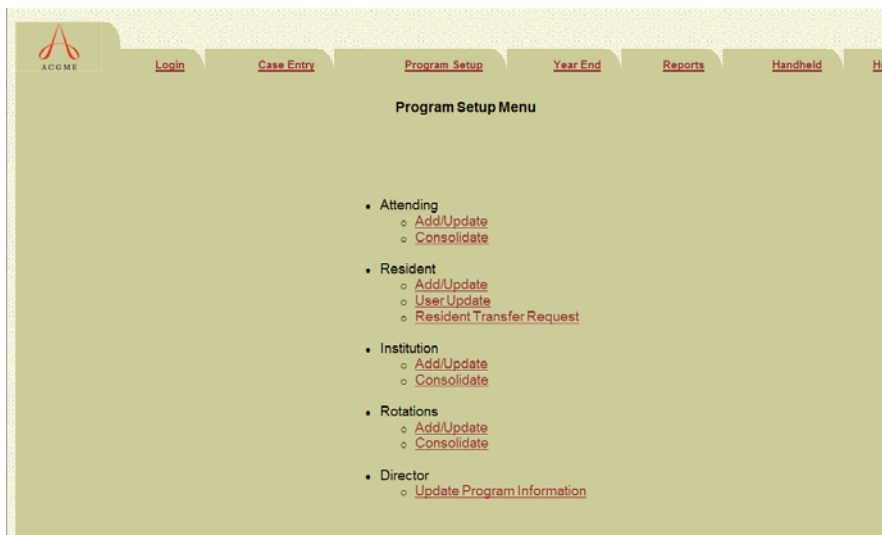 ACGME
Login Case Entry Program Setup Year End Reports Handheld
Program Setup Menu
Attending
Add/Update
Consolidate
Resident
Add/Update
User Update
Resident Transfer Request
Institution
Add/Update
Consolidate
Rotations
Add/Update
Consolidate
Director
Update Program Information